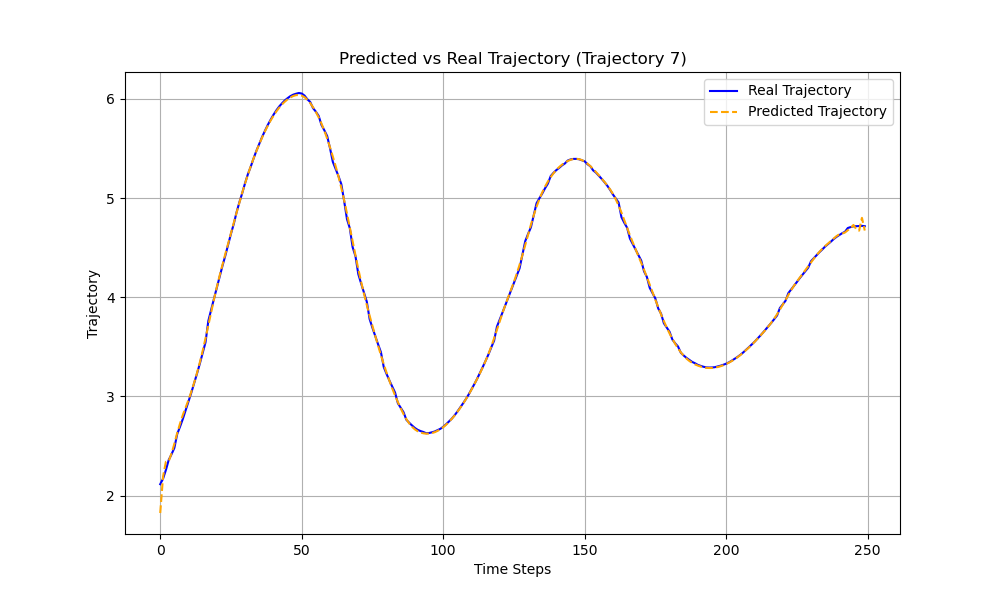 Predicted vs Real Trajectory (Trajectory 7)
Real Trajectory
Predicted Trajectory
6
5
4
3
2
Trajectory
0
50
100
150
200
250
Time Steps